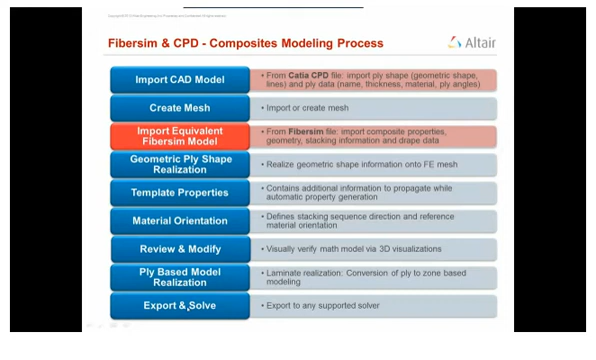 Fibersim & CPD - Composites Modeling Process
Altair
Import CAD Model
• From Catia CPD file: import ply shape (geometric shape,
lines) and ply data (name, thickness, material, ply angles)
Create Mesh
• Import or create mesh
Import Equivalent
Fibersim Model
• From Fibersim file: import composite properties,
geometry, stacking information and drape data
Geometric Ply Shape
Realization
• Realize geometric shape information onto FE mesh
Template Properties
• Contains additional information to propagate while
automatic property generation
Material Orientation
• Defines stacking sequence direction and reference
material orientation
Review & Modify
• Visually verify math model via 3D visualizations
Ply Based Model
Realization
• Laminate realization: Conversion of ply to zone based
modeling
Export & Solve
• Export to any supported solver